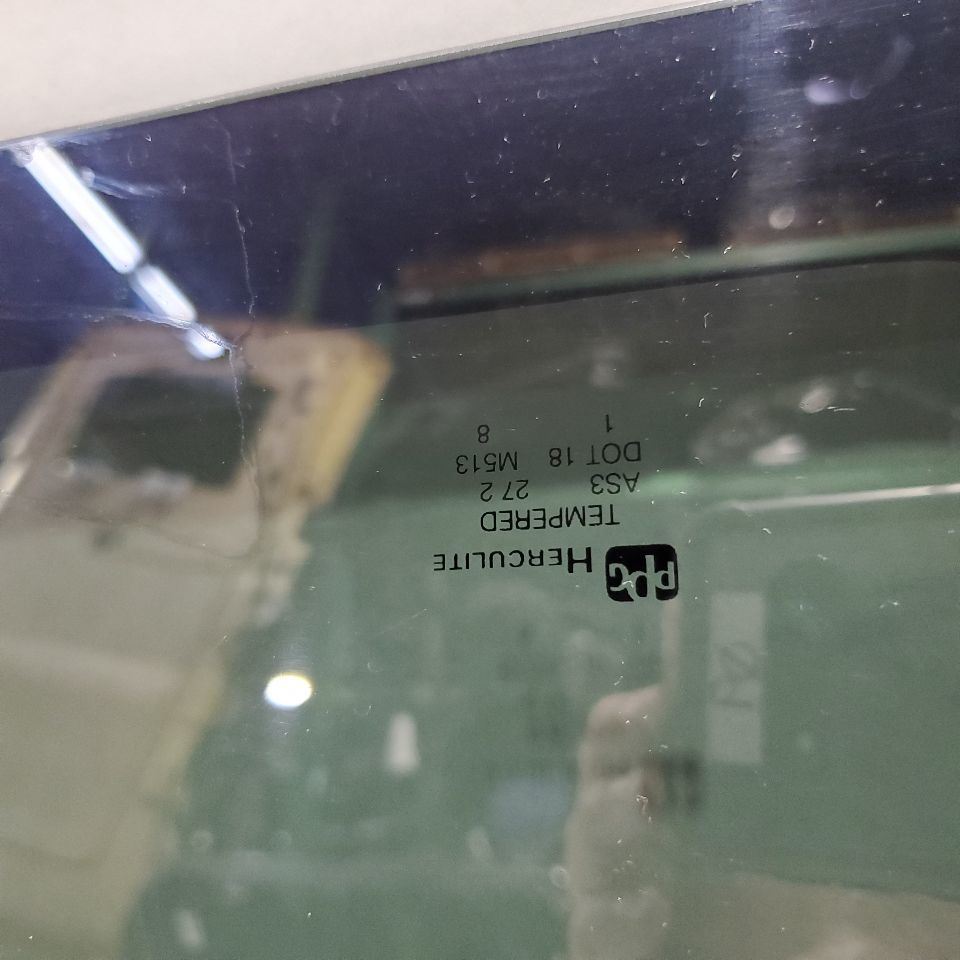 ppg HERCULITE
TEMPERED
AS3 27 2
DOT 18 M513
1 8